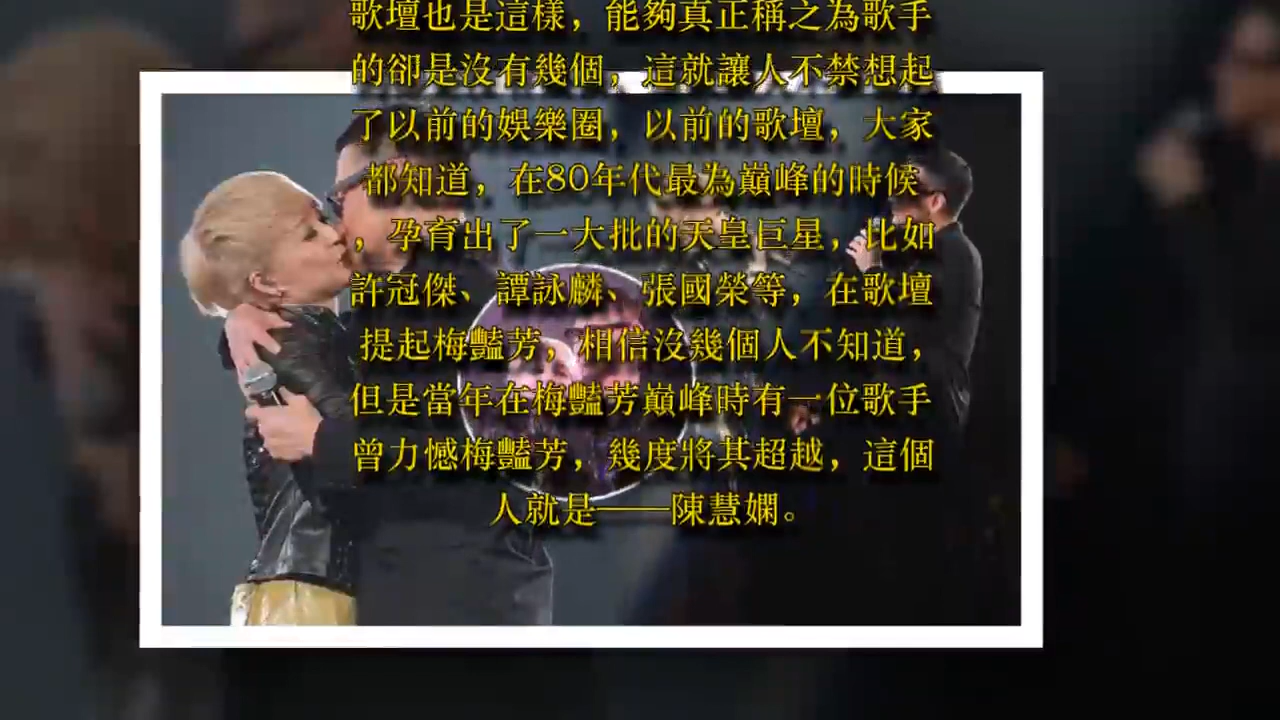 歌壇也是這樣，能夠真正稱之為歌手
的卻是沒有幾個，這就讓人不禁想起
了以前的娛樂圈，以前的歌壇，大家
都知道，在80年代最為巔峰的時候
，孕育出了一大批的天皇巨星，比如
許冠傑、譚詠麟、張國榮等，在歌壇
提起梅豔芳，相信沒幾個人不知道，
但是當年在梅豔芳巔峰時有一位歌手
曾力憾梅豔芳，幾度將其超越，這個
人就是——陳慧嫻。